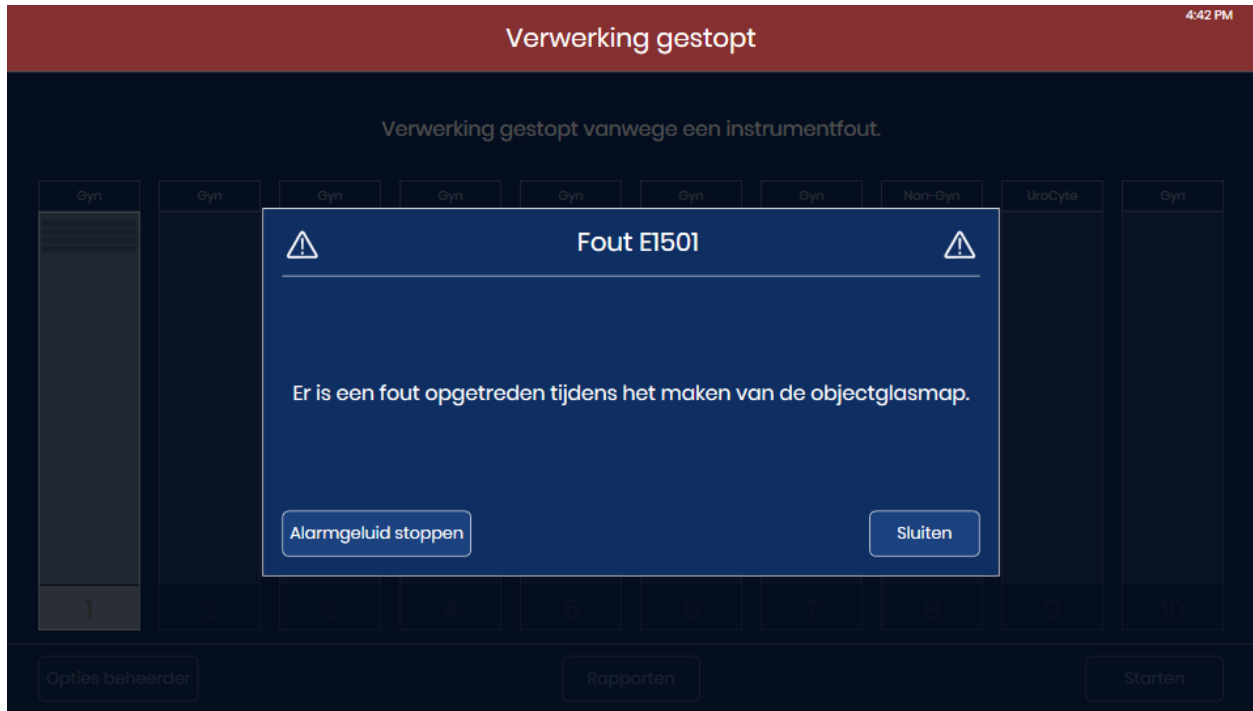 4:42 PM
Verwerking gestopt
Verwerking gestopt vanwege een instrumentfout.
Gyn Gyn Gyn Gyn Gyn Gyn Gyn Non-Gyn UroCyte Gyn
Fout E1501
Er is een fout opgetreden tijdens het maken van de objectglasmap.
Alarmgeluid stoppen Sluiten
1 2 3 4 5 6 7 8 9 10
Opties beheerder Rapporten Starten